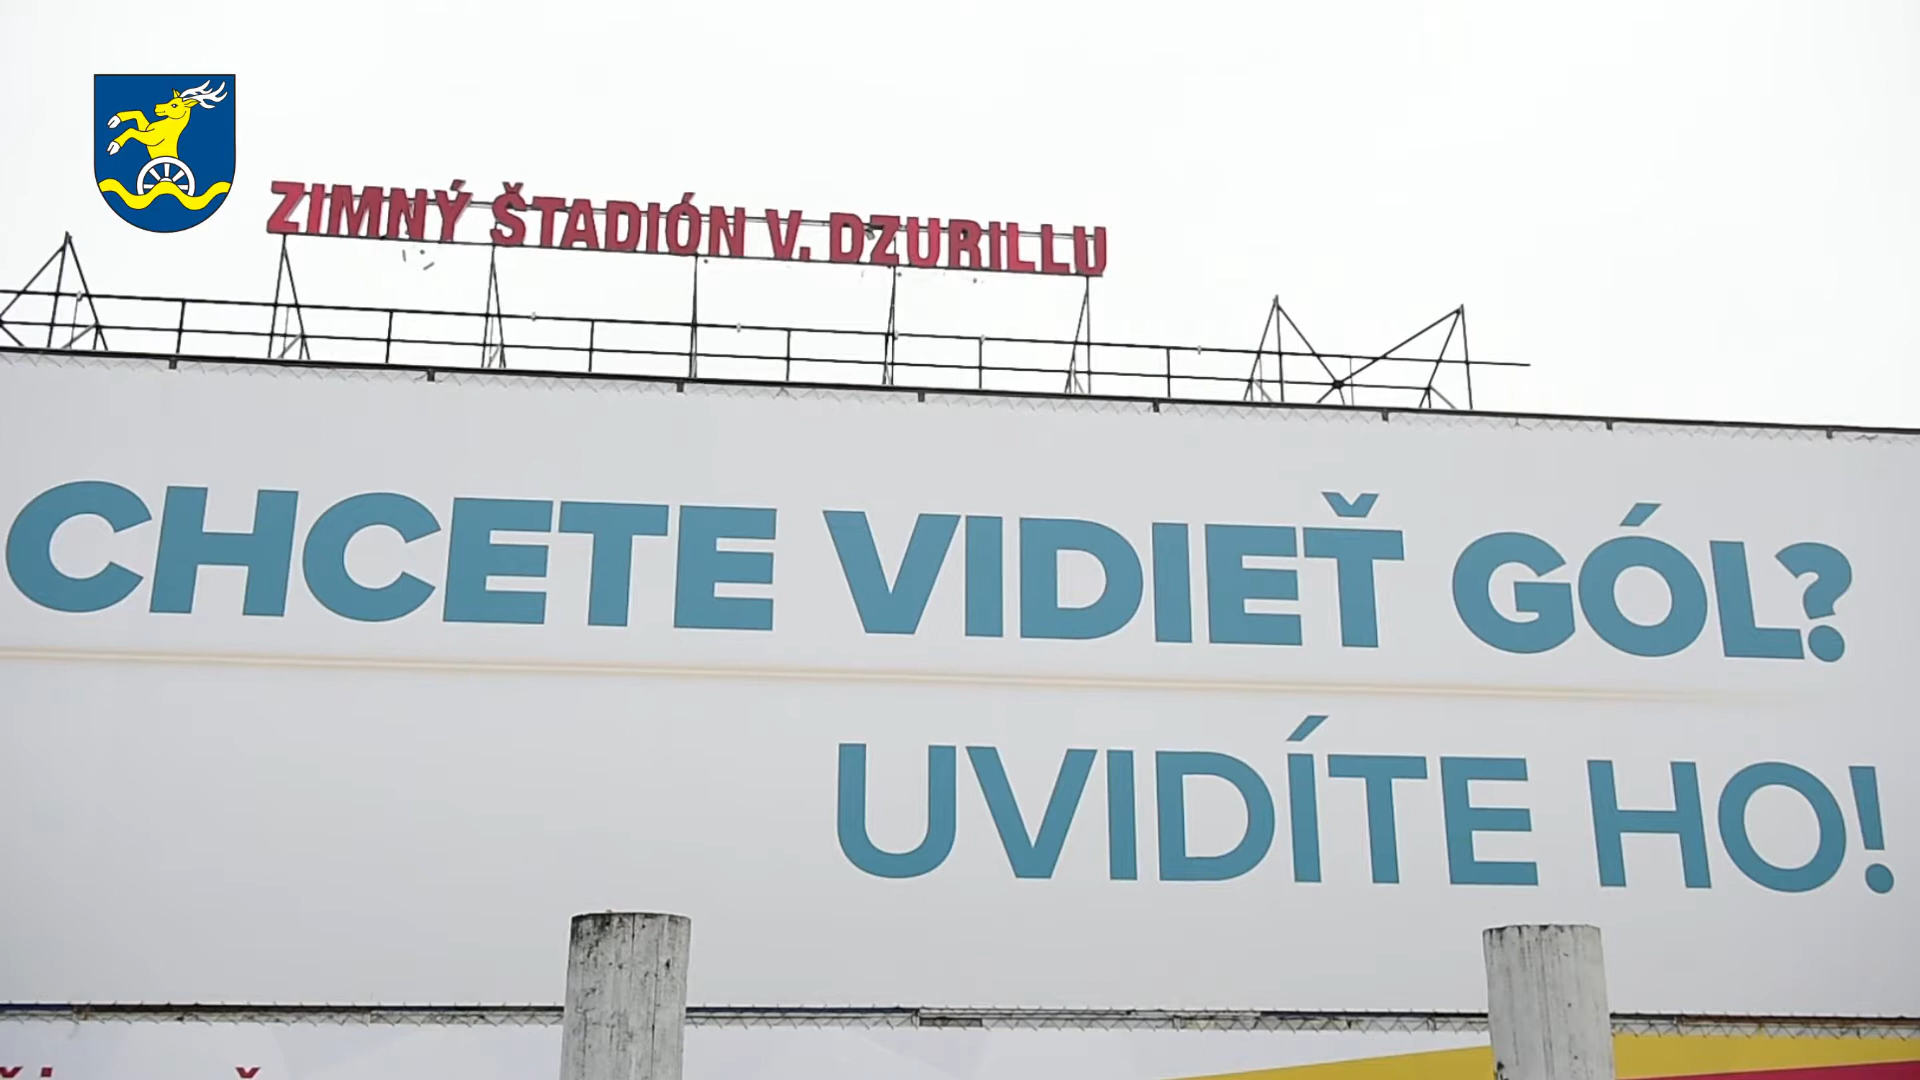 ZIMNÝ ŠTADIÓN V. DZURILLU
CHCETE VIDIEŤ GÓL?
UVIDÍTE HO!